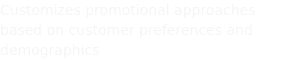 Customizes promotional approaches
based on customer preferences and
demographics